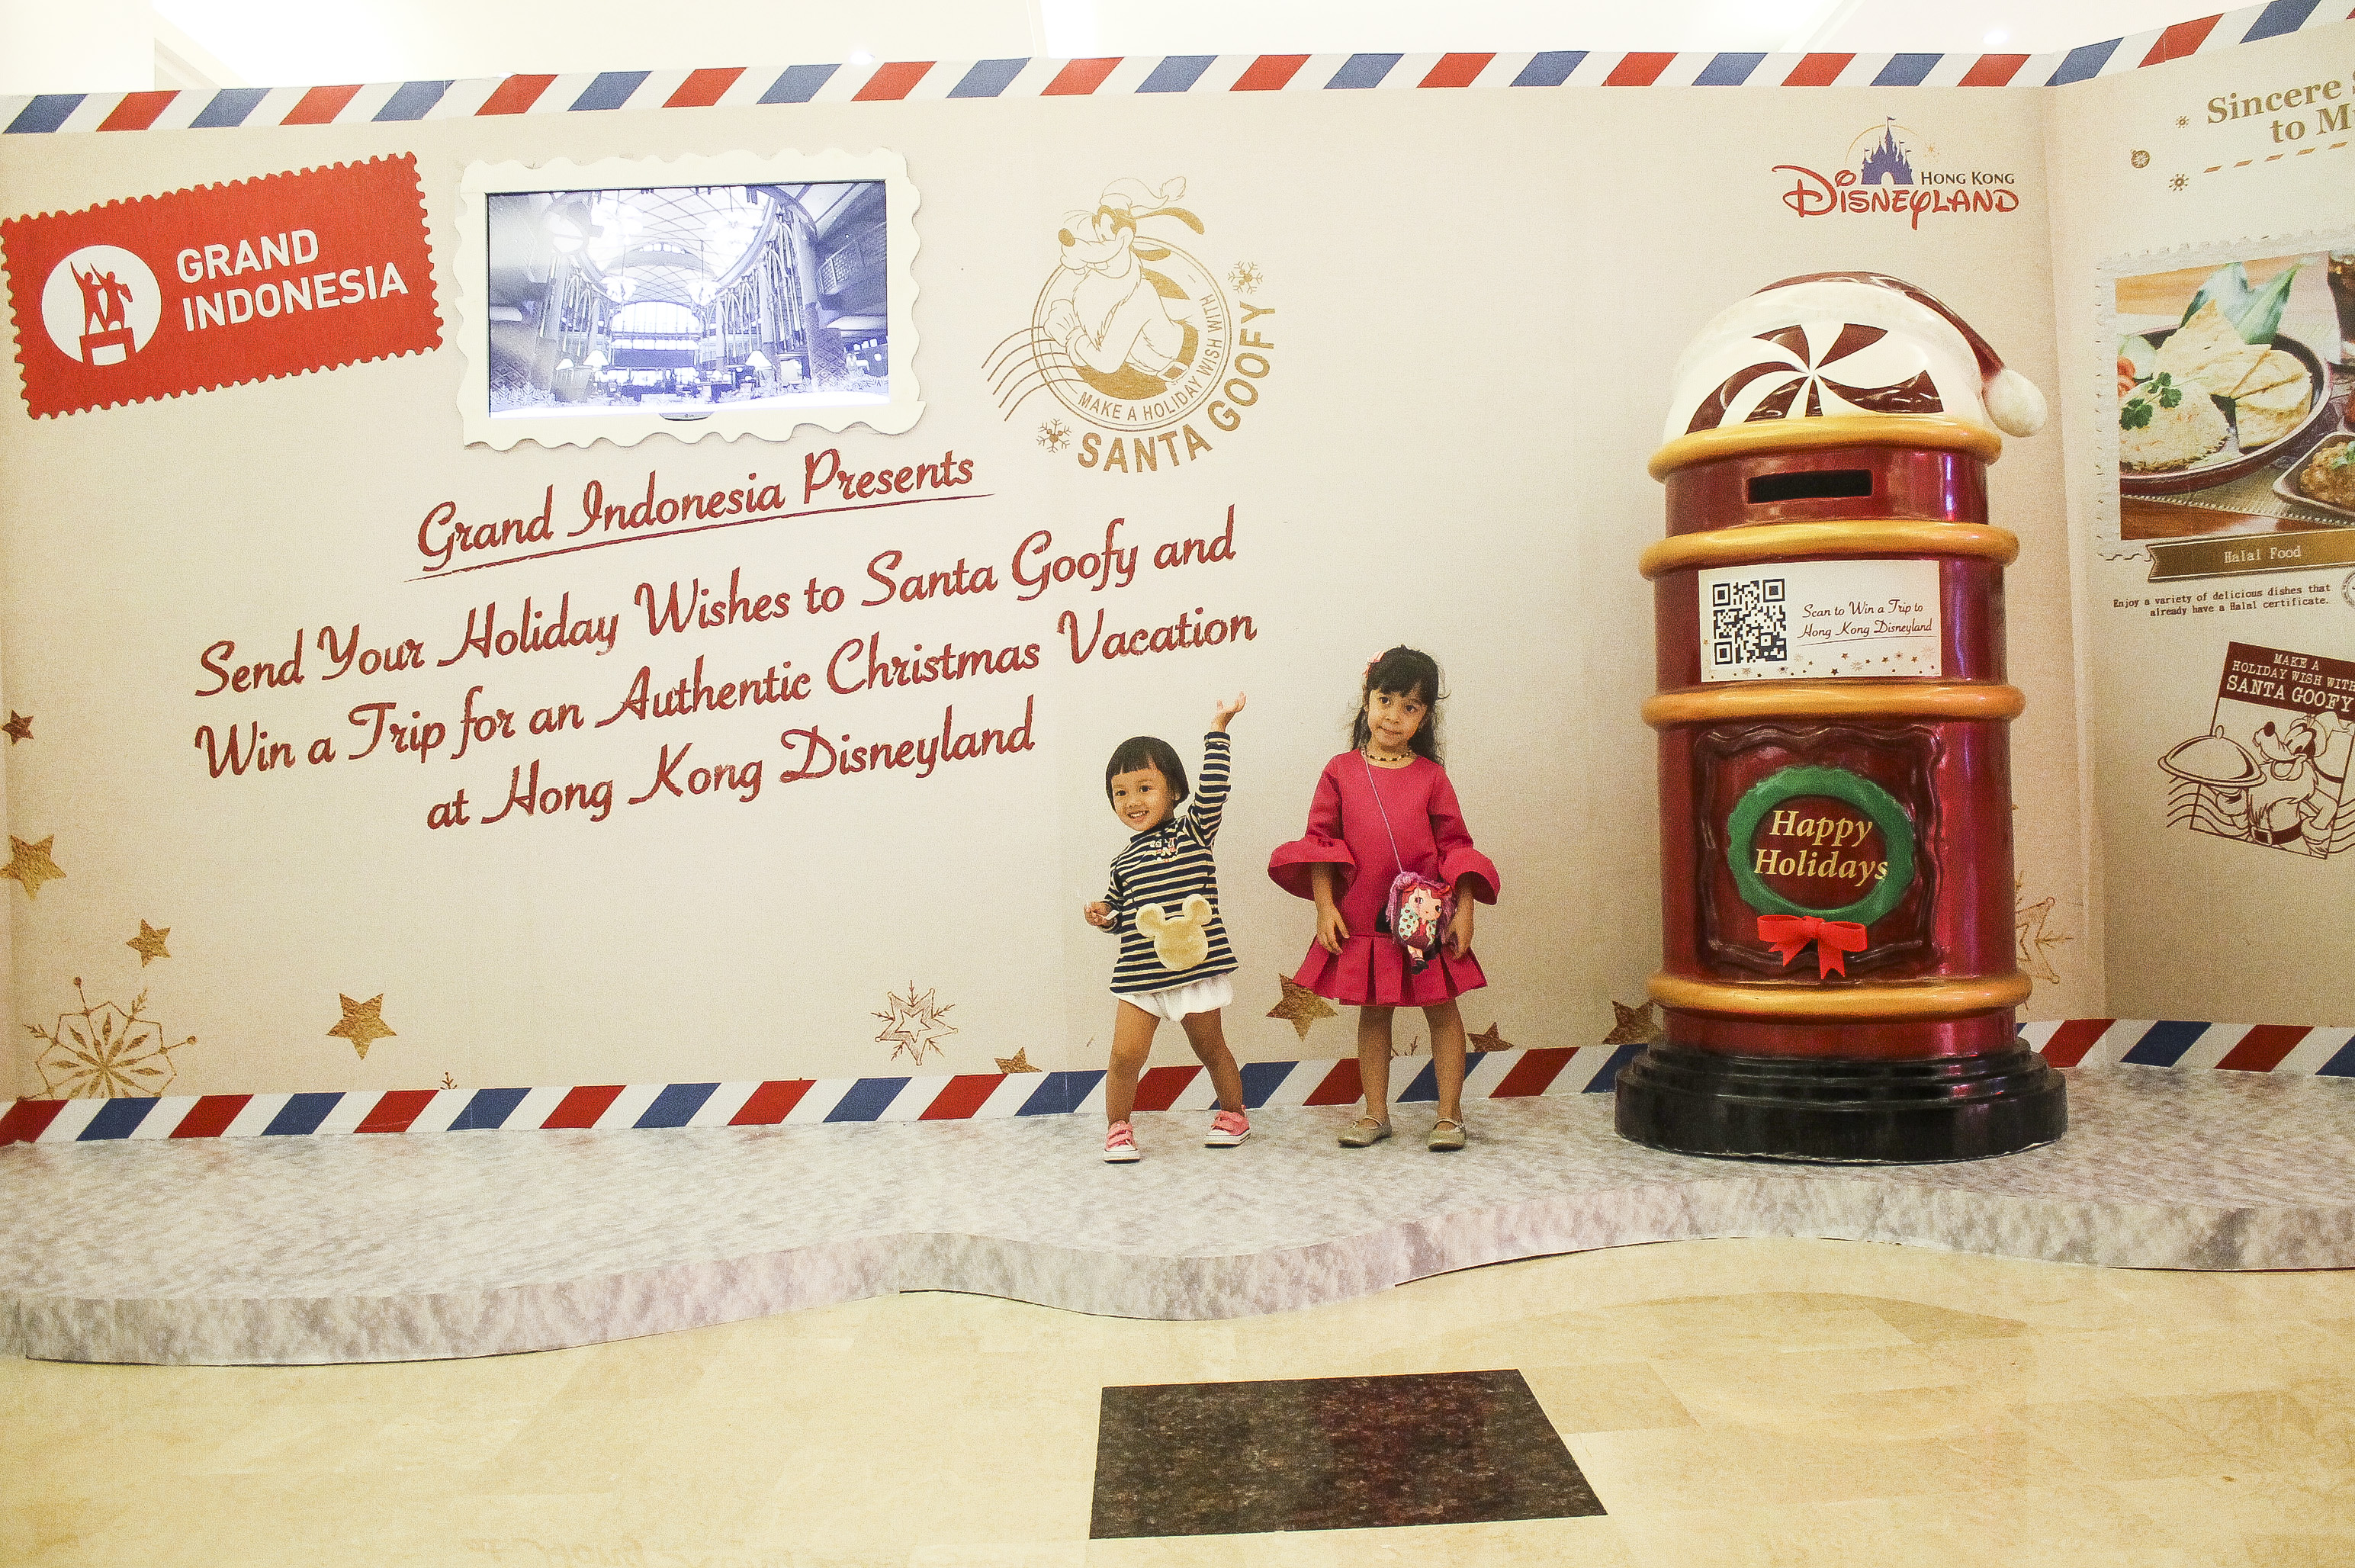 GRAND
INDONESIA
MAKE A HOLIDAY WISH WITH
SANTA GOOFY
Grand Indonesia Presents
Send Your Holiday Wishes to Santa Goofy and
Win a Trip for an Authentic Christmas Vacation
at Hong Kong Disneyland
HONG KONG
DISNEYLAND
Scan to Win a Trip to
Hong Kong Disneyland
Happy
Holidays
Sincere
to
Halal Food
Enjoy a variety of delicious dishes that
already have a Halal certificate.
MAKE A
HOLIDAY WISH WITH
SANTA GOOFY